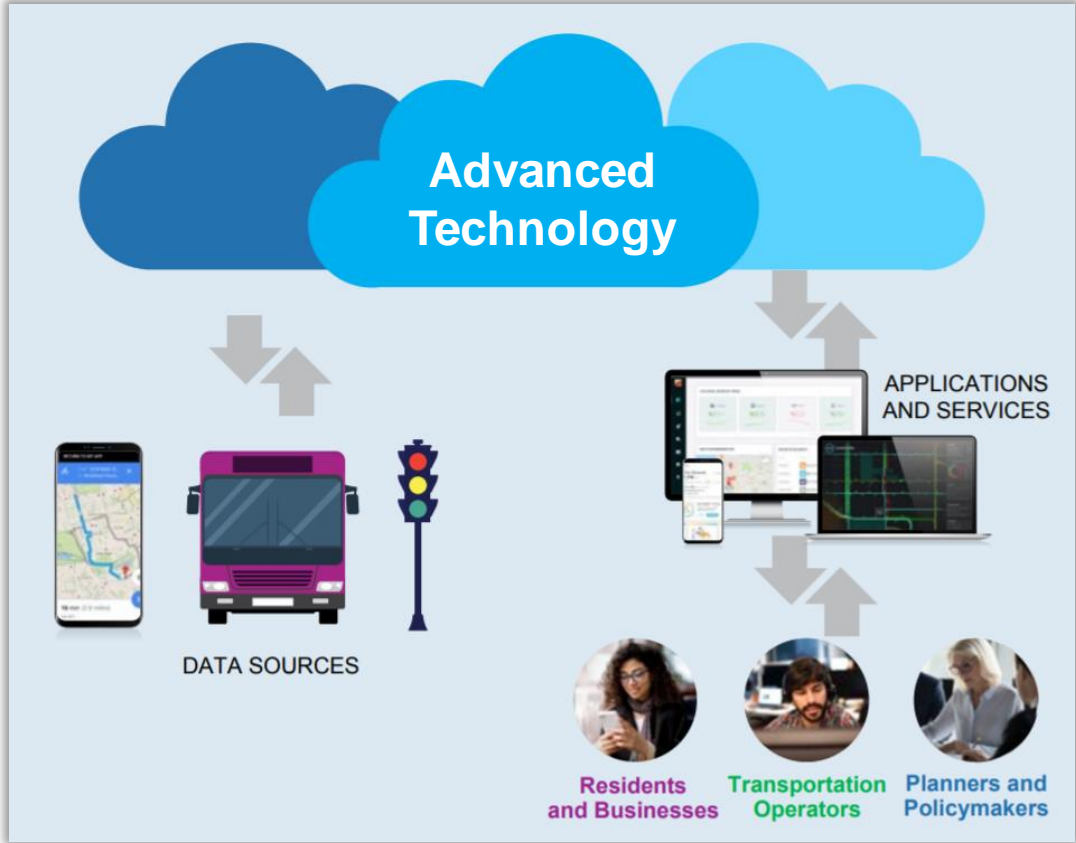 Advanced
Technology
APPLICATIONS
AND SERVICES
DATA SOURCES
Residents
and Businesses
Transportation
Operators
Planners and
Policymakers